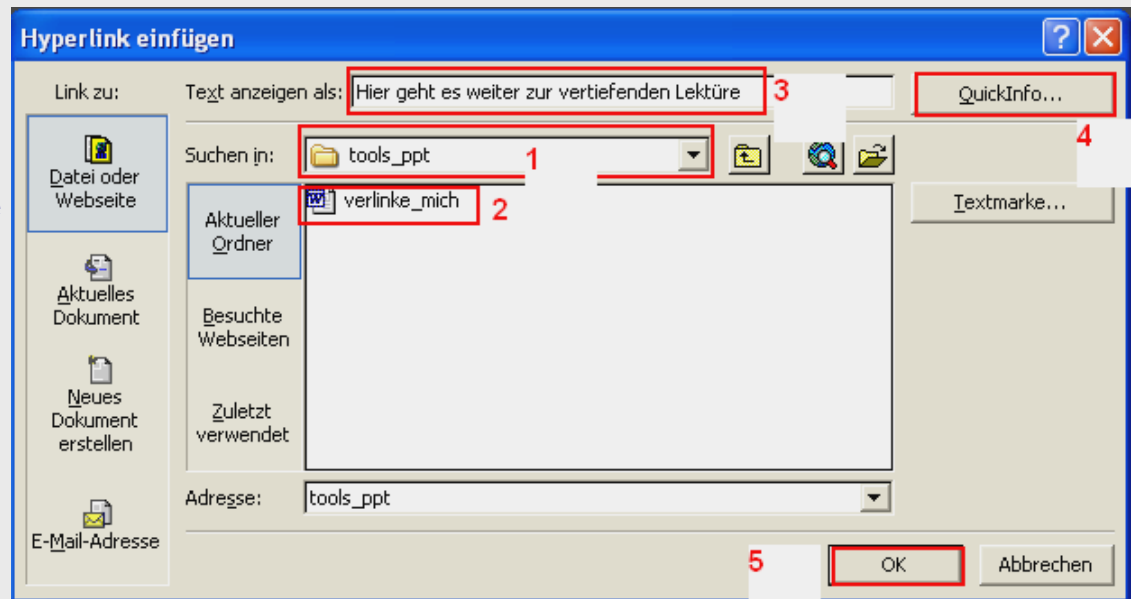 Hyperlink einfügen
Link zu:
Text anzeigen als: Hier geht es weiter zur vertiefenden Lektüre 3
QuickInfo...
4
Datei oder
Webseite
Suchen in: tools_ppt 1
Aktueller
Ordner
verlinke_mich 2
Textmarke...
Aktuelles
Dokument
Besuchte
Webseiten
Neues
Dokument
erstellen
Zuletzt
verwendet
Adresse: tools_ppt
E-Mail-Adresse
5 OK Abbrechen